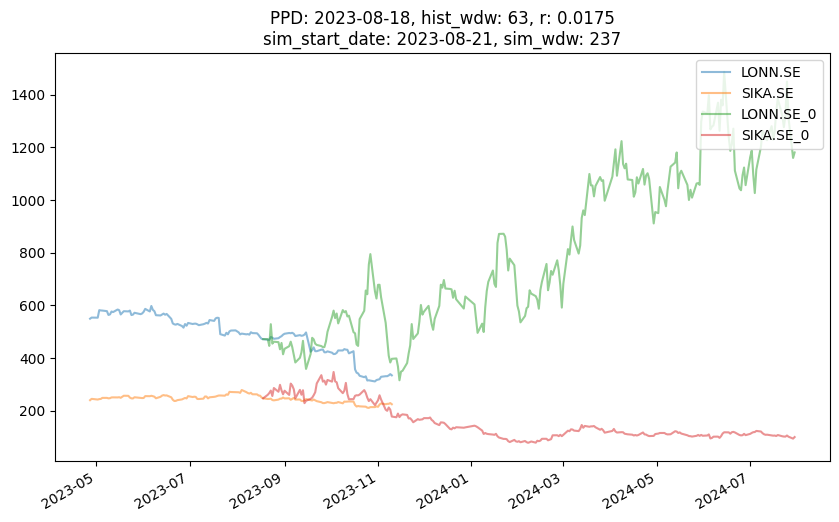 PPD: 2023-08-18, hist_wdw: 63, r: 0.0175
sim_start_date: 2023-08-21, sim_wdw: 237
LONN.SE
SIKA.SE
LONN.SE_0
SIKA.SE_0
1400
1200
1000
800
600
400
200
2023-05
2023-07
2023-09
2023-11
2024-01
2024-03
2024-05
2024-07